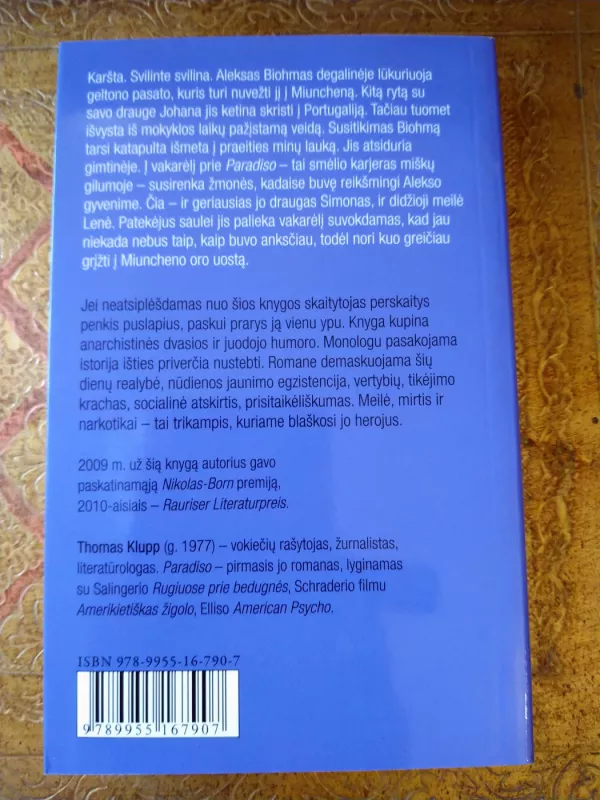 Karšta. Svilinte svilina. Aleksas Biohmas degalinėje lūkuriuoja
geltono pasato, kuris turi nuvežti jį į Miuncheną. Kitą rytą su
savo drauge Johana jis ketina skristi į Portugaliją. Tačiau tuomet
išvysta iš mokyklos laikų pažįstamą veidą. Susitikimas Biohmą
tarsi katapulta išmeta į praeities minų lauką. Jis atsiduria
gimtinėje. Į vakarėlį prie Paradiso – tai smėlio karjeras miškų
gilumoje – susirenka žmonės, kadaise buvę reikšmingi Alekso
gyvenime. Čia – ir geriausias jo draugas Simonas, ir didžioji meilė
Lenė. Patekėjus saulei jis palieka vakarėlį suvokdamas, kad jau
niekada nebus taip, kaip buvo anksčiau, todėl nori kuo greičiau
grįžti į Miuncheno oro uostą.
Jei neatsiplėšdamas nuo šios knygos skaitytojas perskaitys
penkis puslapius, paskui prarys ją vienu ypu. Knyga kupina
anarchistinės dvasios ir juodojo humoro. Monologu pasakojama
istorija išties priverčia nustebti. Romane demaskuojama šių
dienų realybė, nūdienos jaunimo egzistencija, vertybių, tikėjimo
krachas, socialinė atskirtis, prisitaikėliškumas. Meilė, mirtis ir
narkotikai – tai trikampis, kuriame blaškosi jo herojus.
2009 m. už šią knygą autorius gavo
paskatinamąją Nikolas-Born premiją,
2010-aisiais – Rauriser Literaturpreis.
Thomas Klupp (g. 1977) – vokiečių rašytojas, žurnalistas,
literatūrologas. Paradiso – pirmasis jo romanas, lyginamas
su Salingerio Rugiuose prie bedugnės, Schraderio filmu
Amerikietiškas žigolo, Elliso American Psycho.
ISBN 978-9955-16-790-7
9 789955 167907